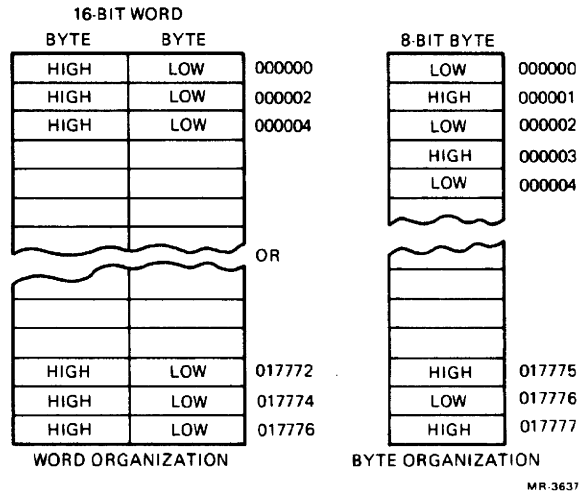 16-BIT WORD
BYTE BYTE
HIGH LOW 000000
HIGH LOW 000002
HIGH LOW 000004
OR
HIGH LOW 017772
HIGH LOW 017774
HIGH LOW 017776
WORD ORGANIZATION
8-BIT BYTE
LOW 000000
HIGH 000001
LOW 000002
HIGH 000003
LOW 000004
HIGH 017775
LOW 017776
HIGH 017777
BYTE ORGANIZATION
MR-3637